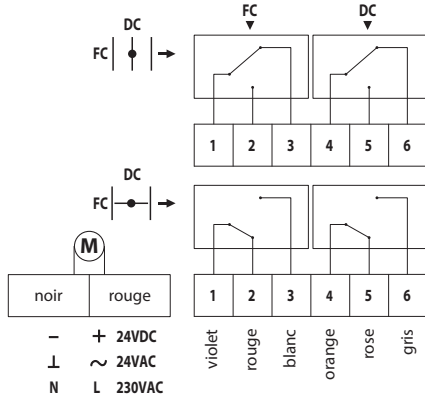 FC DC
DC
FC
1 2 3 4 5 6
DC
FC
M
noir rouge
1 2 3 4 5 6
− + 24VDC
⊥ ~ 24VAC
N L 230VAC
violet
rouge
blanc
orange
rose
gris